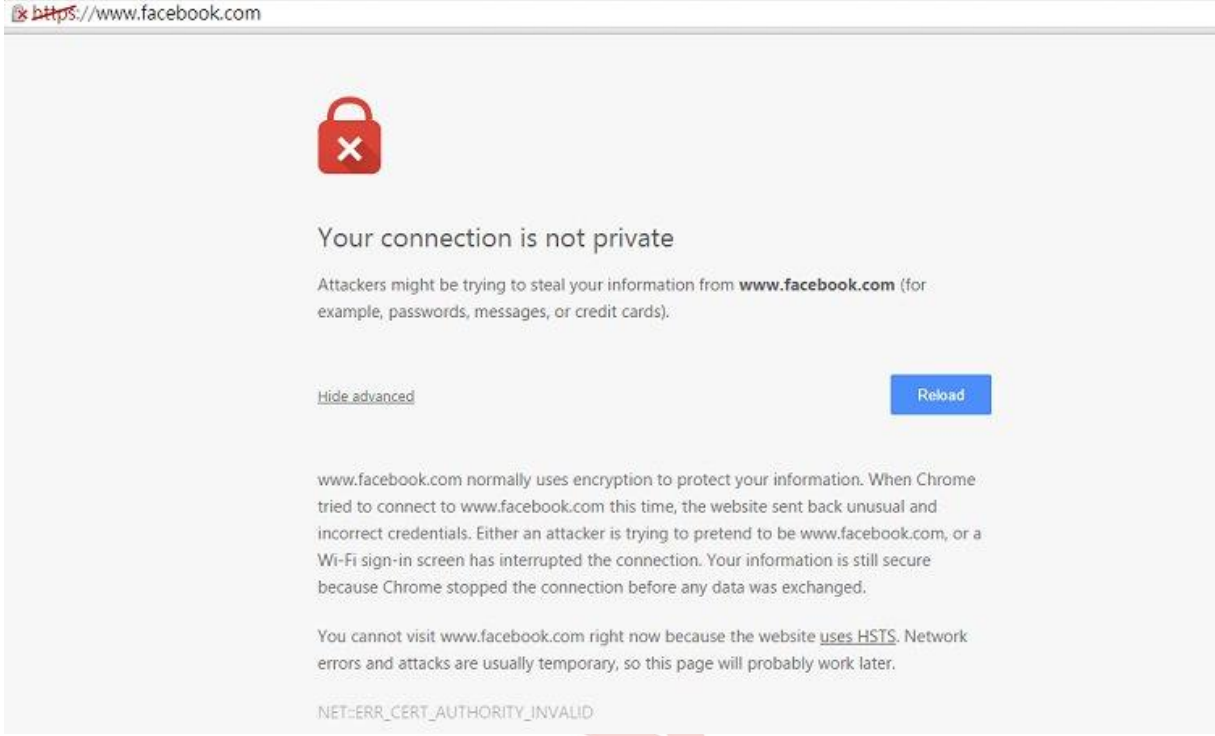 https://www.facebook.com
Your connection is not private
Attackers might be trying to steal your information from www.facebook.com (for
example, passwords, messages, or credit cards).
Hide advanced
Reload
www.facebook.com normally uses encryption to protect your information. When Chrome
tried to connect to www.facebook.com this time, the website sent back unusual and
incorrect credentials. Either an attacker is trying to pretend to be www.facebook.com, or a
Wi-Fi sign-in screen has interrupted the connection. Your information is still secure
because Chrome stopped the connection before any data was exchanged.
You cannot visit www.facebook.com right now because the website uses HSTS. Network
errors and attacks are usually temporary, so this page will probably work later.
NET::ERR_CERT_AUTHORITY_INVALID